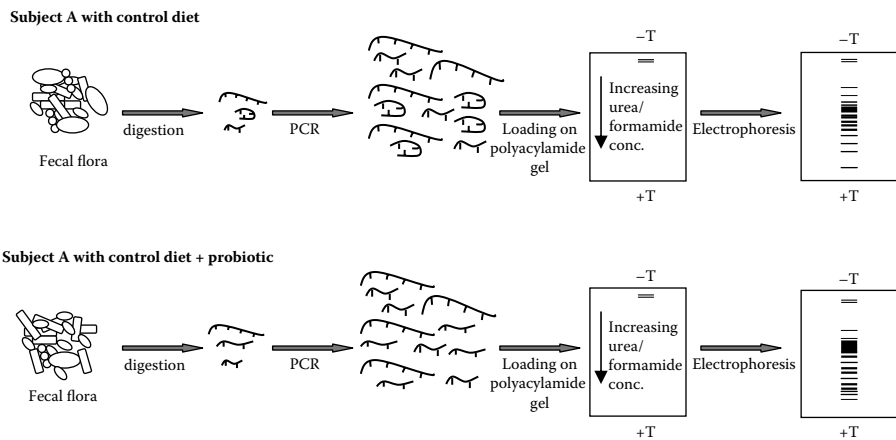 Subject A with control diet
Fecal flora
digestion
PCR
Loading on
polyacylamide
gel
–T
Increasing
urea/
formamide
conc.
+T
Electrophoresis
–T
+T
Subject A with control diet + probiotic
Fecal flora
digestion
PCR
Loading on
polyacylamide
gel
–T
Increasing
urea/
formamide
conc.
+T
Electrophoresis
–T
+T